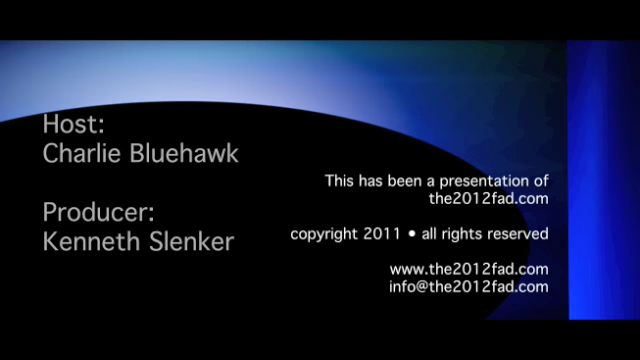 Host:
Charlie Bluehawk
Producer:
Kenneth Slenker
This has been a presentation of
the2012fad.com
copyright 2011 • all rights reserved
www.the2012fad.com
info@the2012fad.com